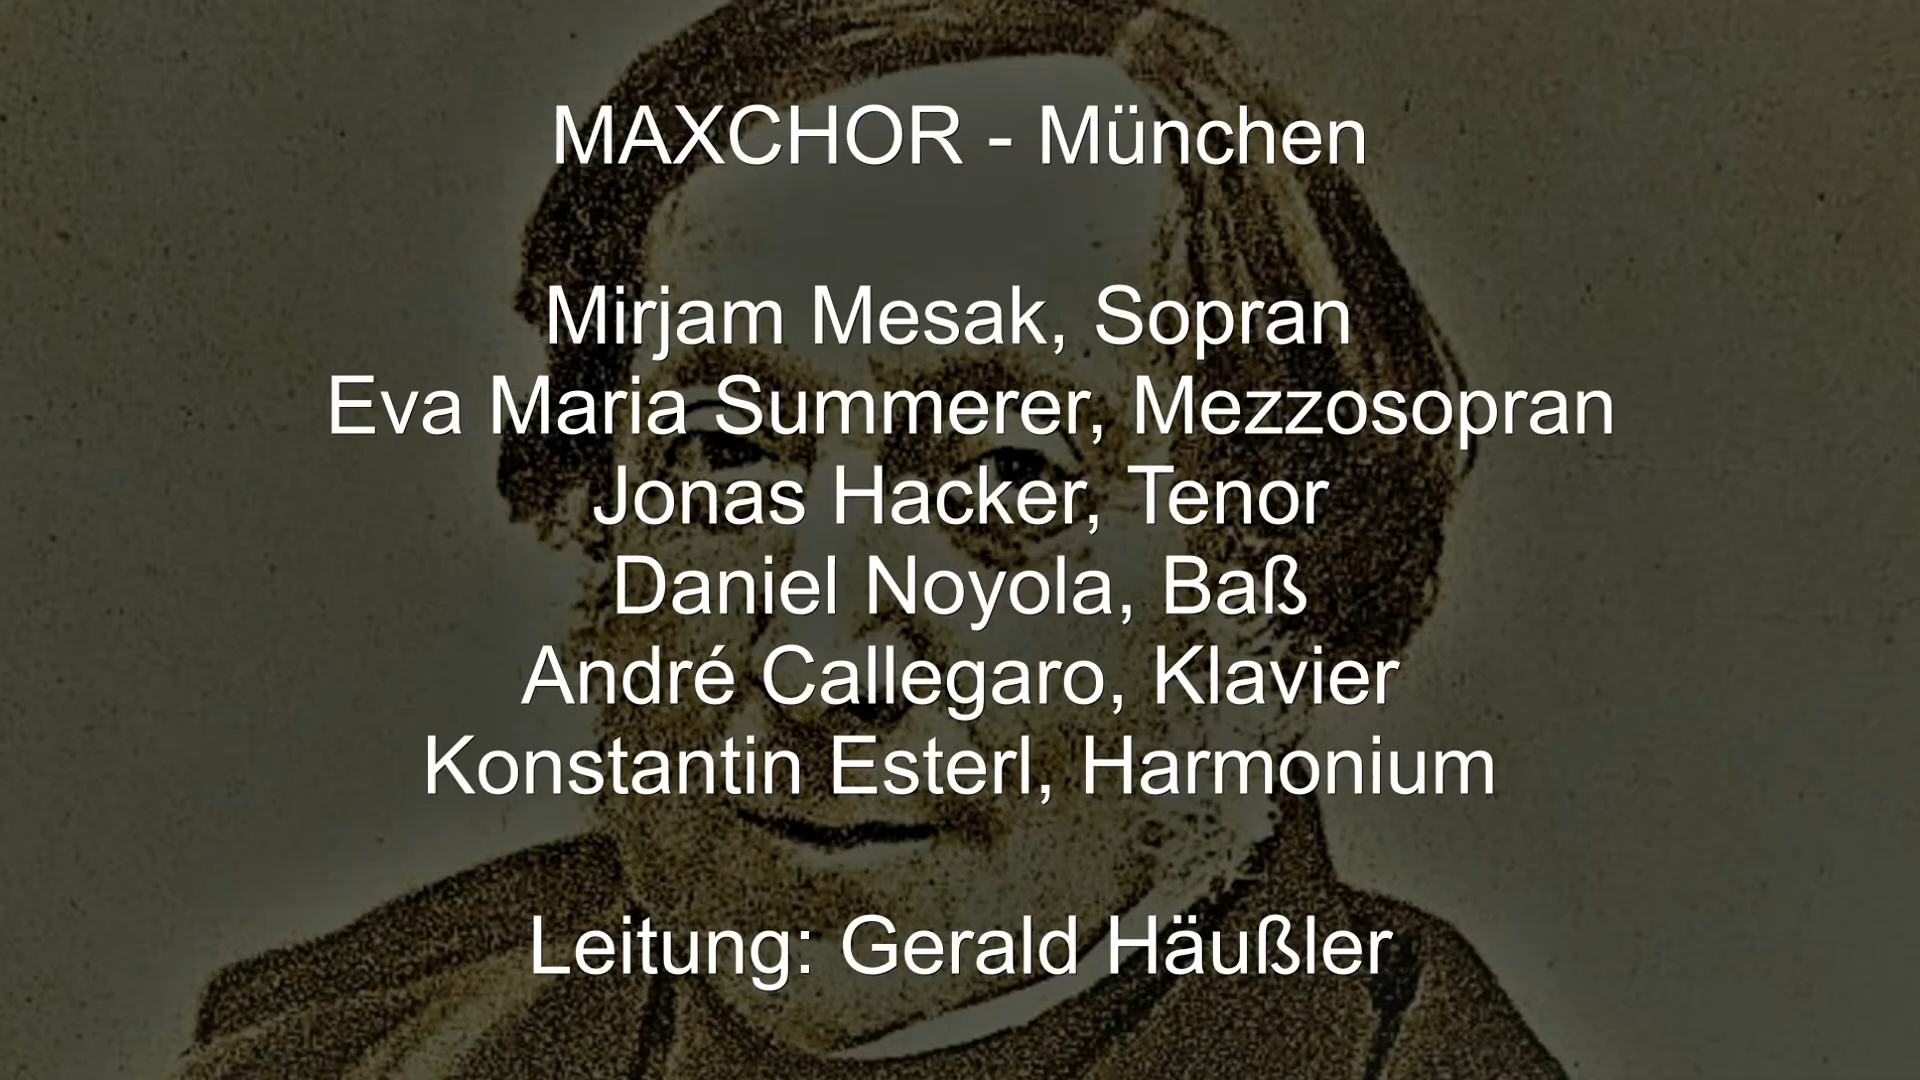 MAXCHOR - München
Mirjam Mesak, Sopran
Eva Maria Summerer, Mezzosopran
Jonas Hacker, Tenor
Daniel Noyola, Baß
André Callegaro, Klavier
Konstantin Esterl, Harmonium
Leitung: Gerald Häußler